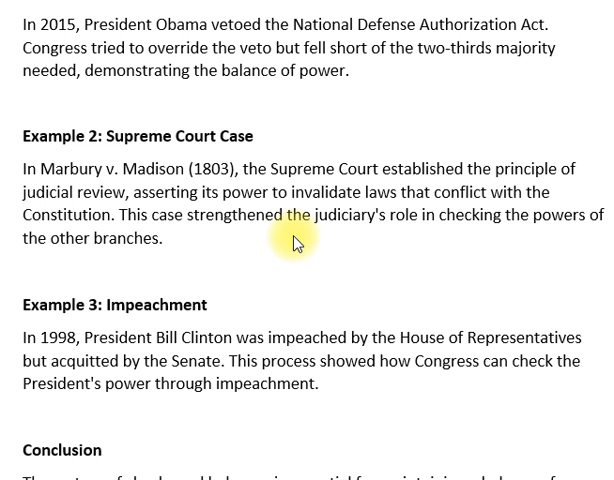 In 2015, President Obama vetoed the National Defense Authorization Act.
Congress tried to override the veto but fell short of the two-thirds majority
needed, demonstrating the balance of power.
Example 2: Supreme Court Case
In Marbury v. Madison (1803), the Supreme Court established the principle of
judicial review, asserting its power to invalidate laws that conflict with the
Constitution. This case strengthened the judiciary's role in checking the powers of
the other branches.
Example 3: Impeachment
In 1998, President Bill Clinton was impeached by the House of Representatives
but acquitted by the Senate. This process showed how Congress can check the
President's power through impeachment.
Conclusion